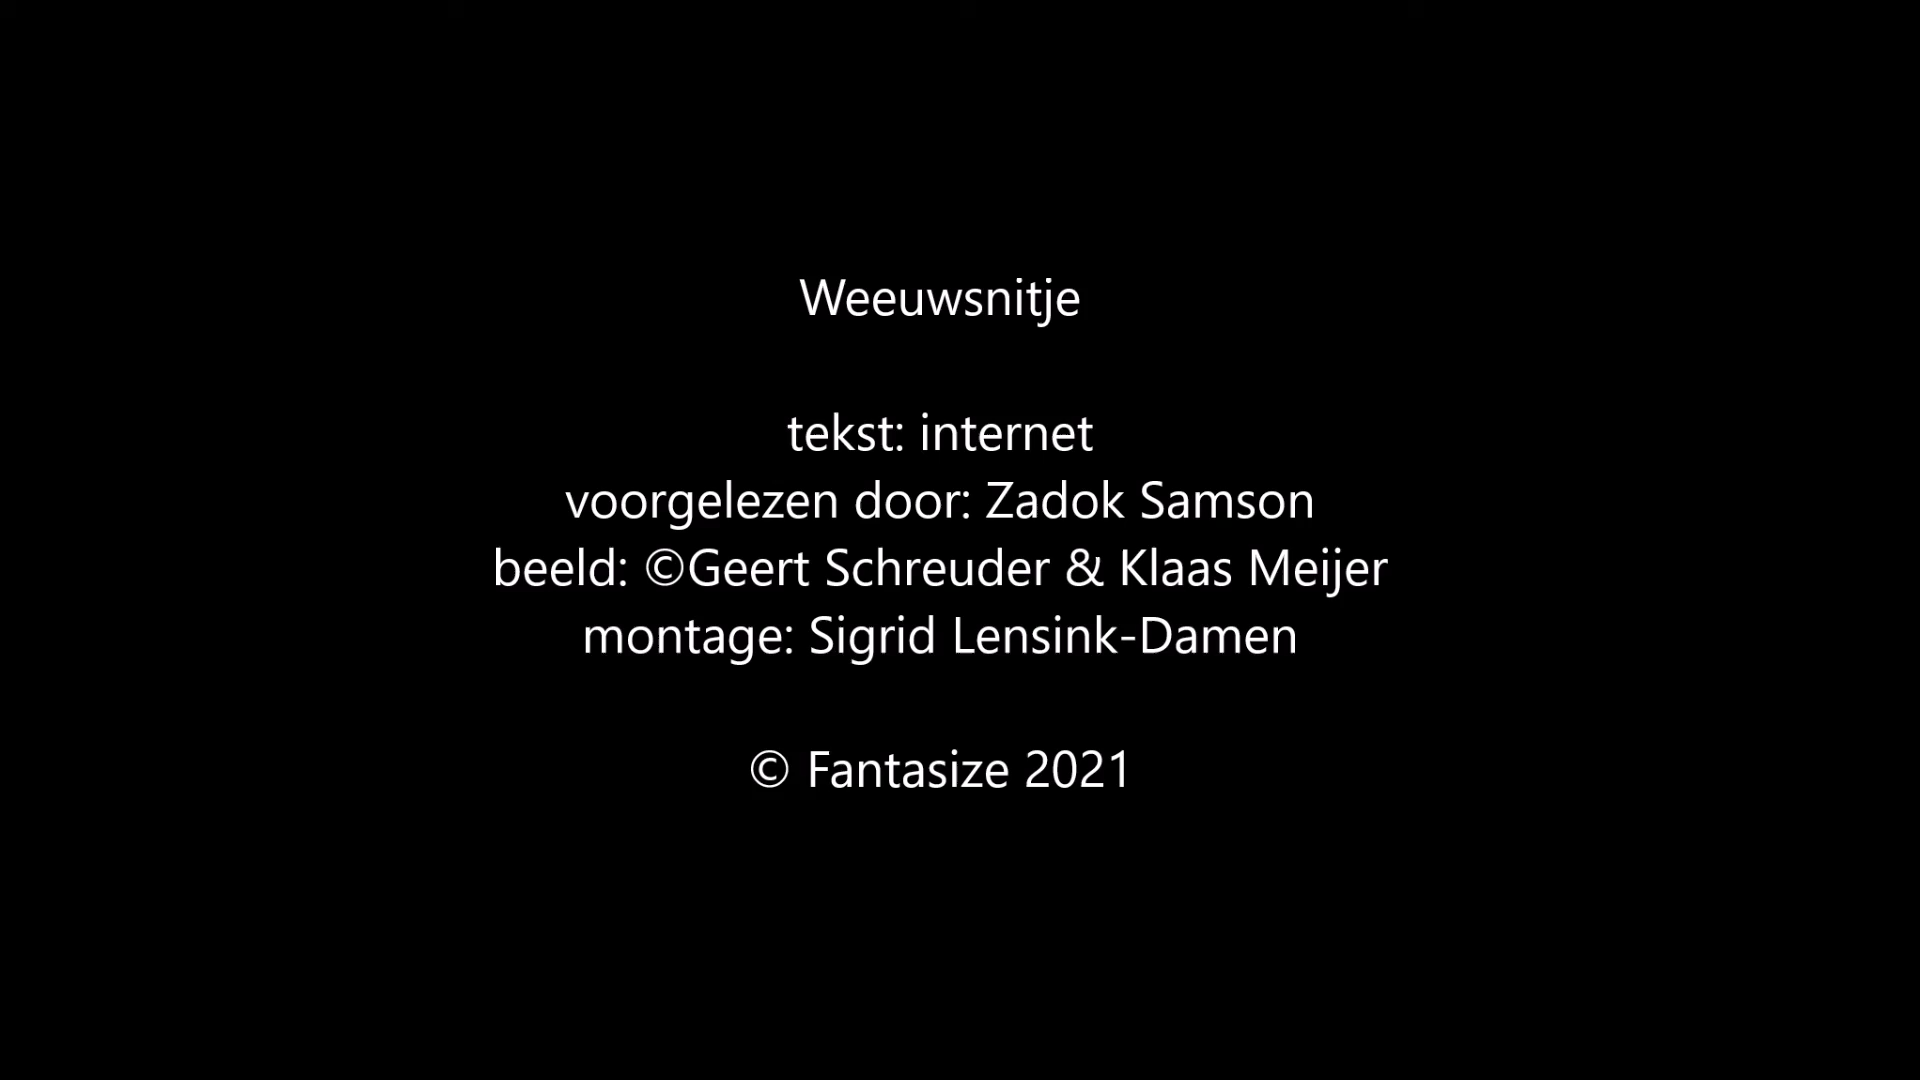 Weeuwsnitje
tekst: internet
voorgelezen door: Zadok Samson
beeld: ©Geert Schreuder & Klaas Meijer
montage: Sigrid Lensink-Damen
© Fantasize 2021